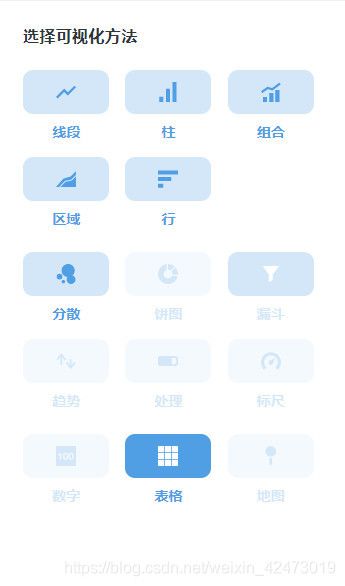 选择可视化方法
线段 柱 组合
区域 行
分散 饼图 漏斗
趋势 处理 标尺
100
数字 表格 地图
https://blog.csdn.net/weixin_42473019